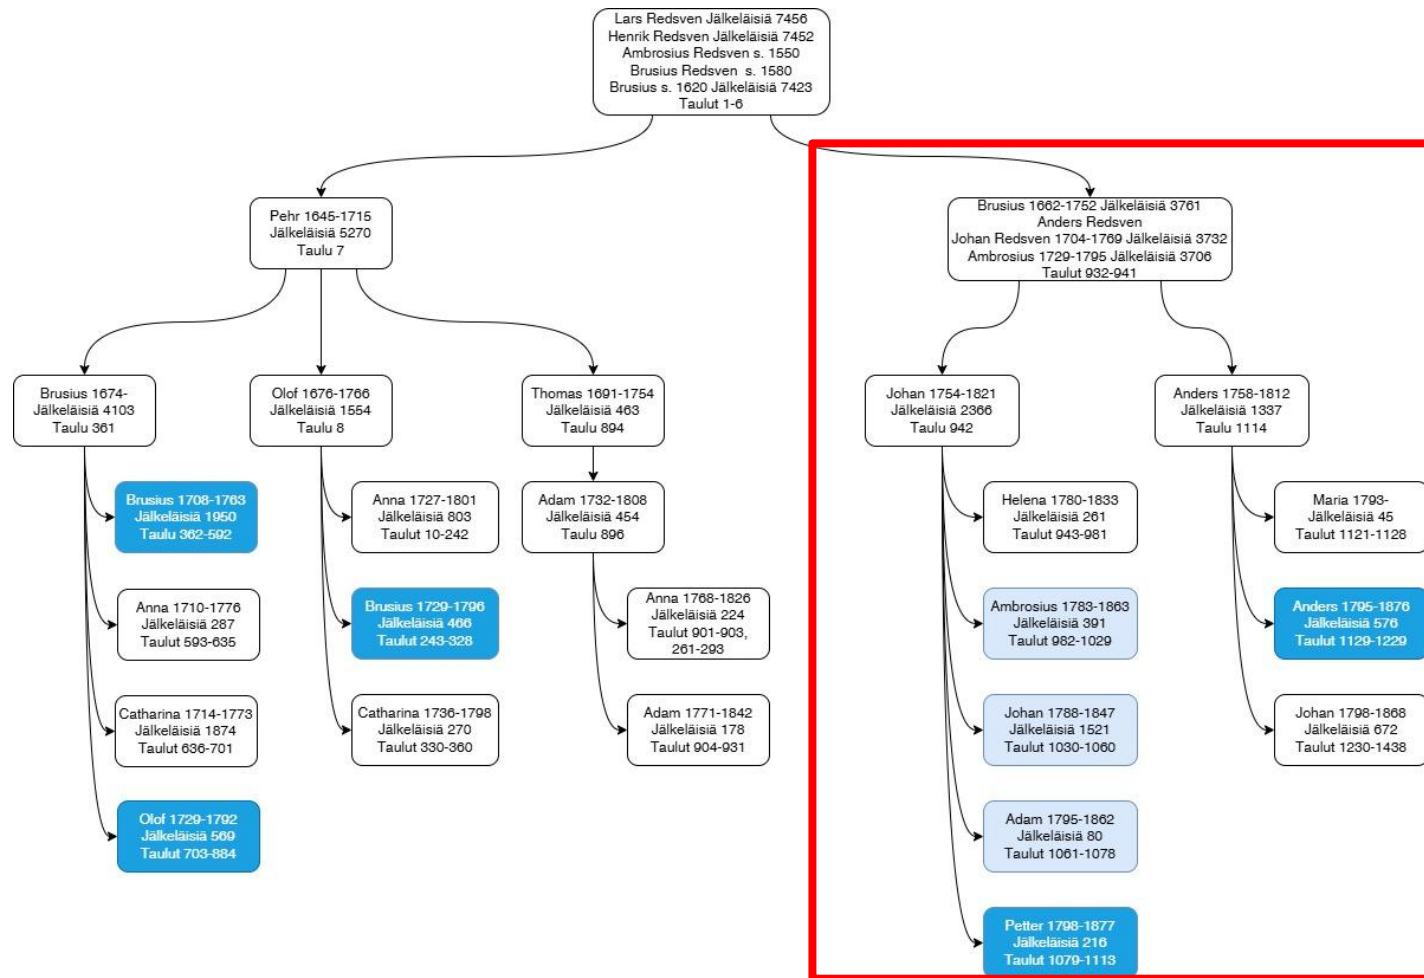 Lars Redsven Jälkeläisiä 7456
Henrik Redsven Jälkeläisiä 7452
Ambrosius Redsven s. 1550
Brusius Redsven s. 1580
Brusius s. 1620 Jälkeläisiä 7423
Taulut 1-6
Pehr 1645-1715
Jälkeläisiä 5270
Taulu 7
Brusius 1662-1752 Jälkeläisiä 3761
Anders Redsven
Johan Redsven 1704-1769 Jälkeläisiä 3732
Ambrosius 1729-1795 Jälkeläisiä 3706
Taulut 932-941
Brusius 1674-
Jälkeläisiä 4103
Taulu 361
Olof 1676-1766
Jälkeläisiä 1554
Taulu 8
Thomas 1691-1754
Jälkeläisiä 463
Taulu 894
Johan 1754-1821
Jälkeläisiä 2366
Taulu 942
Anders 1758-1812
Jälkeläisiä 1337
Taulu 1114
Brusius 1708-1763
Jälkeläisiä 1950
Taulu 362-592
Anna 1727-1801
Jälkeläisiä 803
Taulut 10-242
Adam 1732-1808
Jälkeläisiä 454
Taulu 896
Helena 1780-1833
Jälkeläisiä 261
Taulut 943-981
Maria 1793-
Jälkeläisiä 45
Taulut 1121-1128
Anna 1710-1776
Jälkeläisiä 287
Taulut 593-635
Brusius 1729-1796
Jälkeläisiä 466
Taulut 243-328
Anna 1768-1826
Jälkeläisiä 224
Taulut 901-903,
261-293
Ambrosius 1783-1863
Jälkeläisiä 391
Taulut 982-1029
Anders 1795-1876
Jälkeläisiä 576
Taulut 1129-1229
Catharina 1714-1773
Jälkeläisiä 1874
Taulut 636-701
Catharina 1736-1798
Jälkeläisiä 270
Taulut 330-360
Adam 1771-1842
Jälkeläisiä 178
Taulut 904-931
Johan 1788-1847
Jälkeläisiä 1521
Taulut 1030-1060
Johan 1798-1868
Jälkeläisiä 672
Taulut 1230-1438
Olof 1729-1792
Jälkeläisiä 569
Taulut 703-884
Adam 1795-1862
Jälkeläisiä 80
Taulut 1061-1078
Petter 1798-1877
Jälkeläisiä 216
Taulut 1079-1113